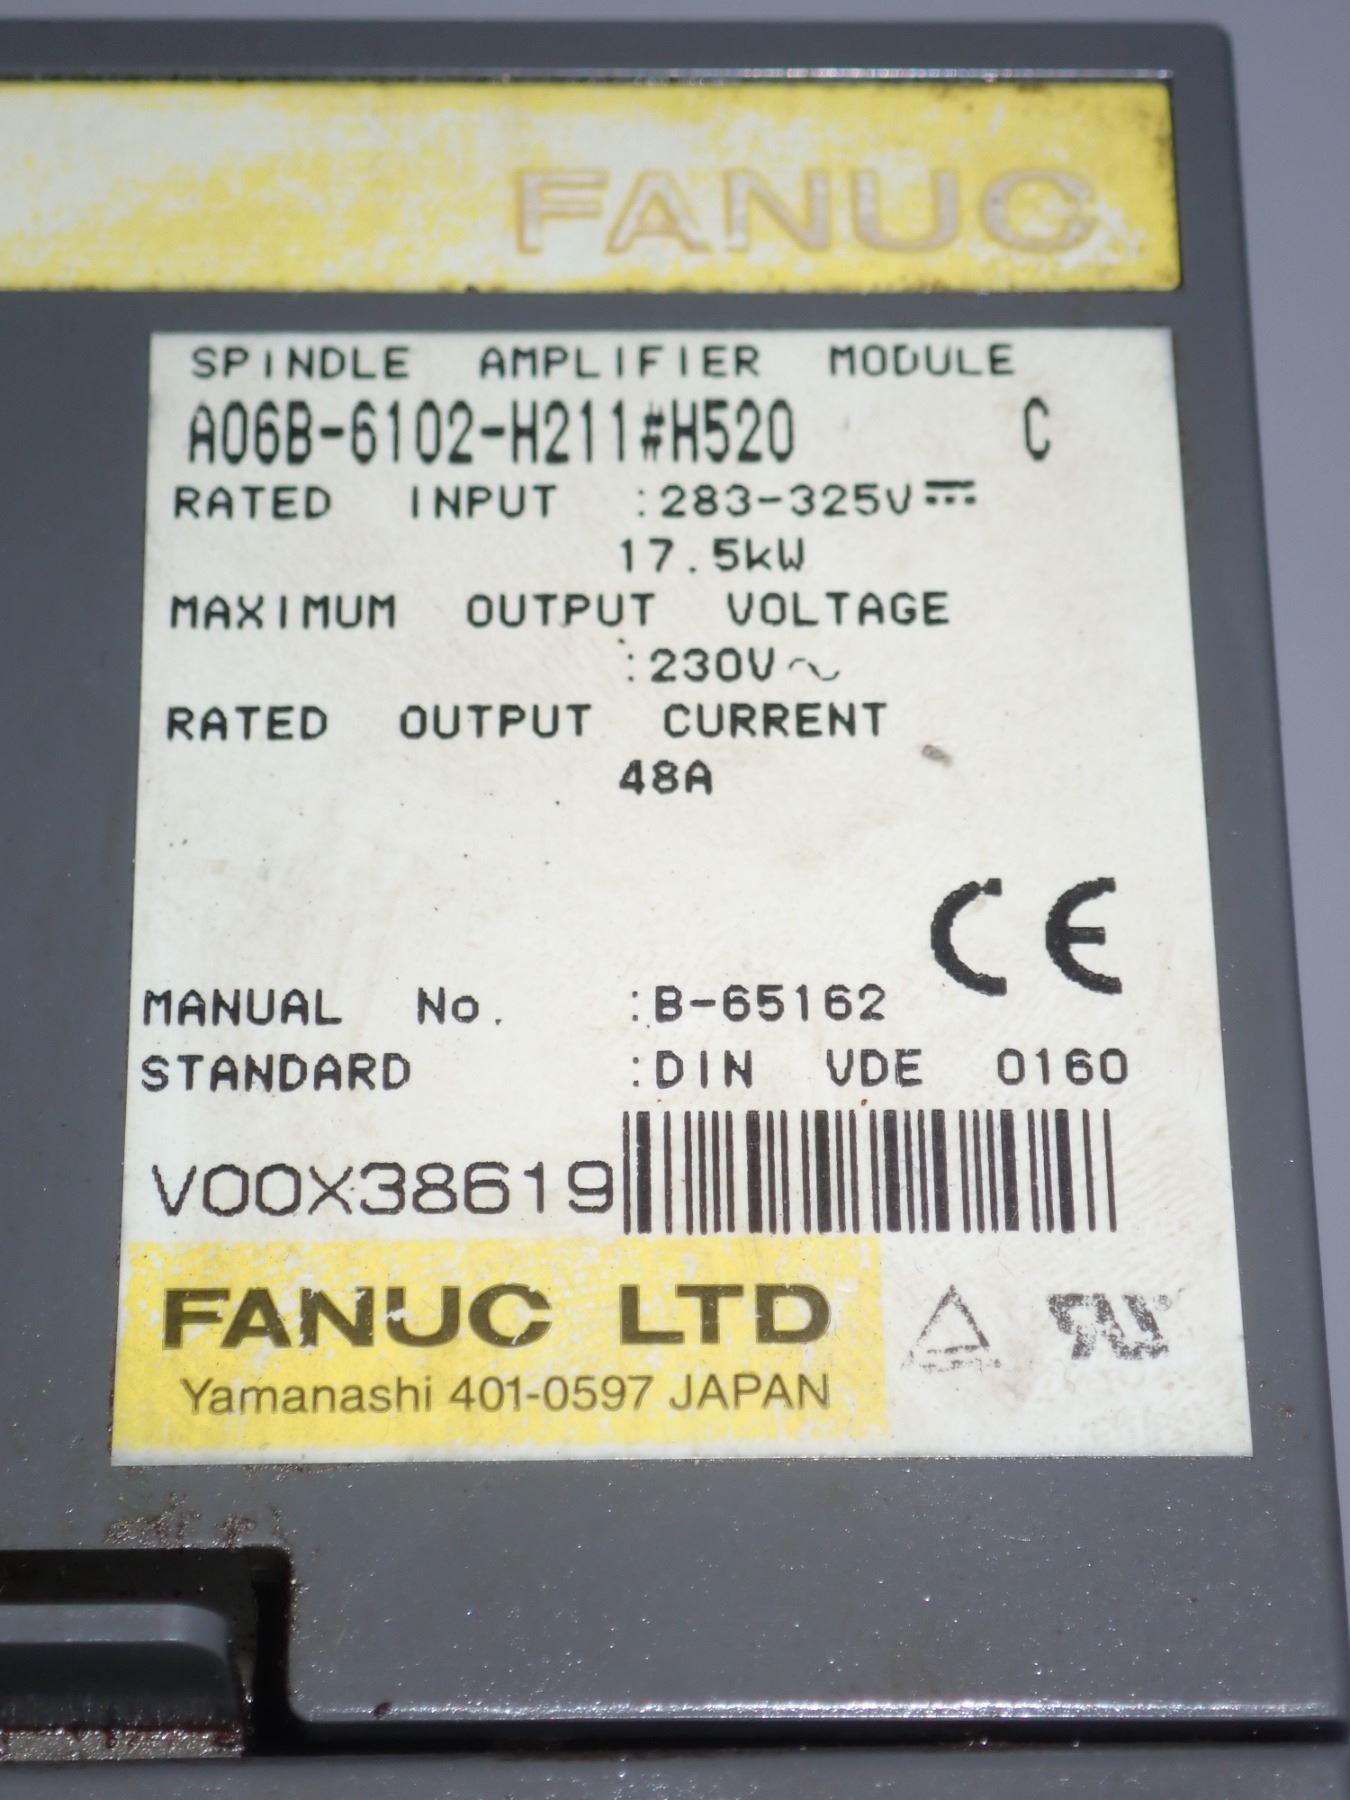 FANUC
SPINDLE AMPLIFIER MODULE
A06B-6102-H211#H520 C
RATED INPUT :283-325V⎓
17.5kW
MAXIMUM OUTPUT VOLTAGE
:230V~
RATED OUTPUT CURRENT
48A
CE
MANUAL No. :B-65162
STANDARD :DIN VDE 0160
V00X38619
FANUC LTD
Yamanashi 401-0597 JAPAN